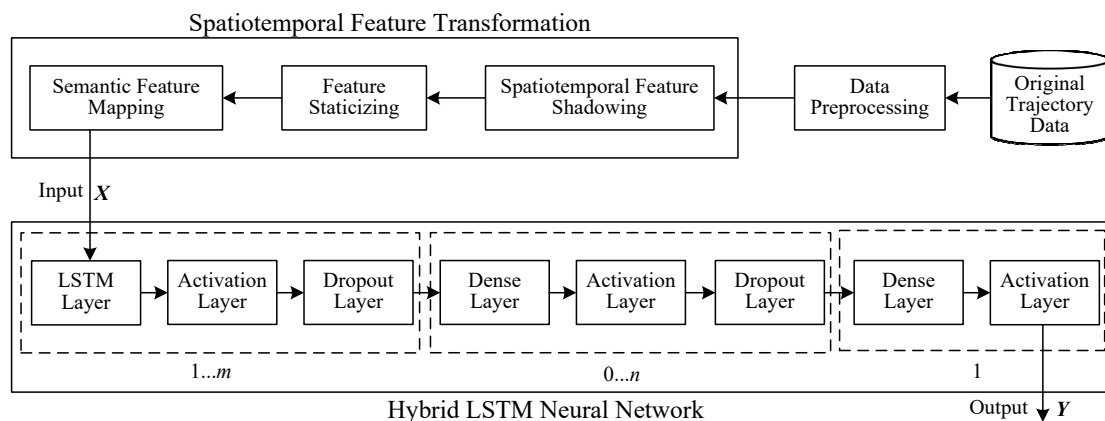 Spatiotemporal Feature Transformation
Semantic Feature
Mapping
Feature
Staticizing
Spatiotemporal Feature
Shadowing
Data
Preprocessing
Original
Trajectory
Data
Input X
LSTM
Layer
Activation
Layer
Dropout
Layer
Dense
Layer
Activation
Layer
Dropout
Layer
Dense
Layer
Activation
Layer
1...m
0...n
1
Hybrid LSTM Neural Network
Output Y